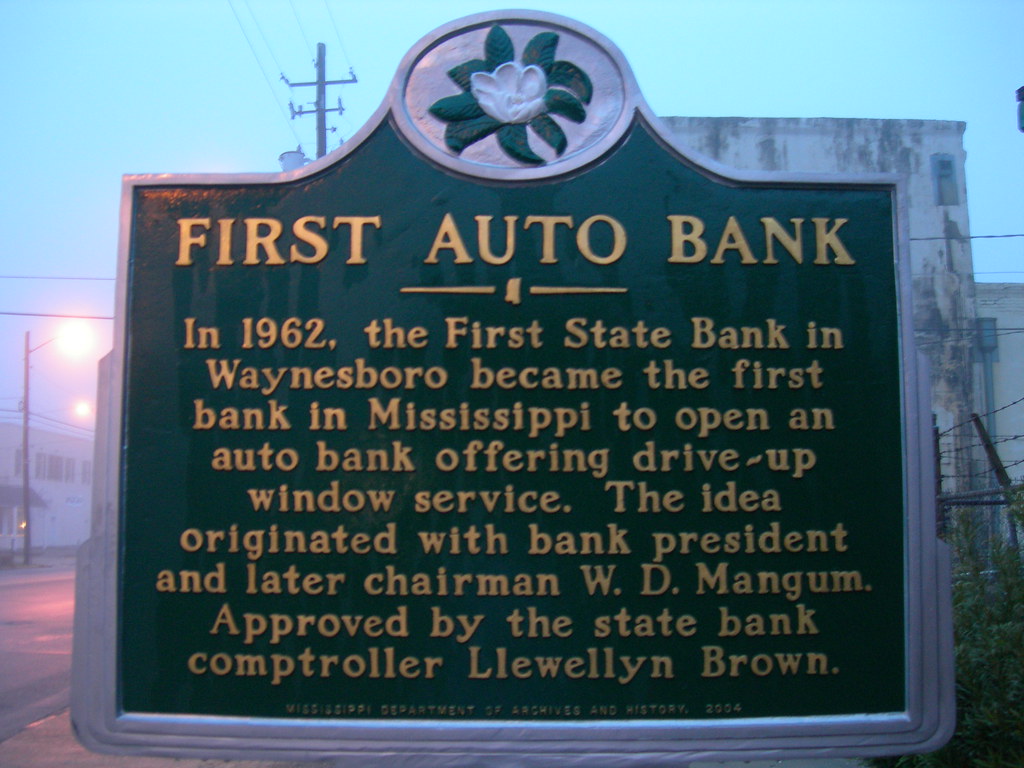 FIRST AUTO BANK
In 1962, the First State Bank in
Waynesboro became the first
bank in Mississippi to open an
auto bank offering drive-up
window service. The idea
originated with bank president
and later chairman W. D. Mangum.
Approved by the state bank
comptroller Llewellyn Brown.
MISSISSIPPI DEPARTMENT OF ARCHIVES AND HISTORY, 2004